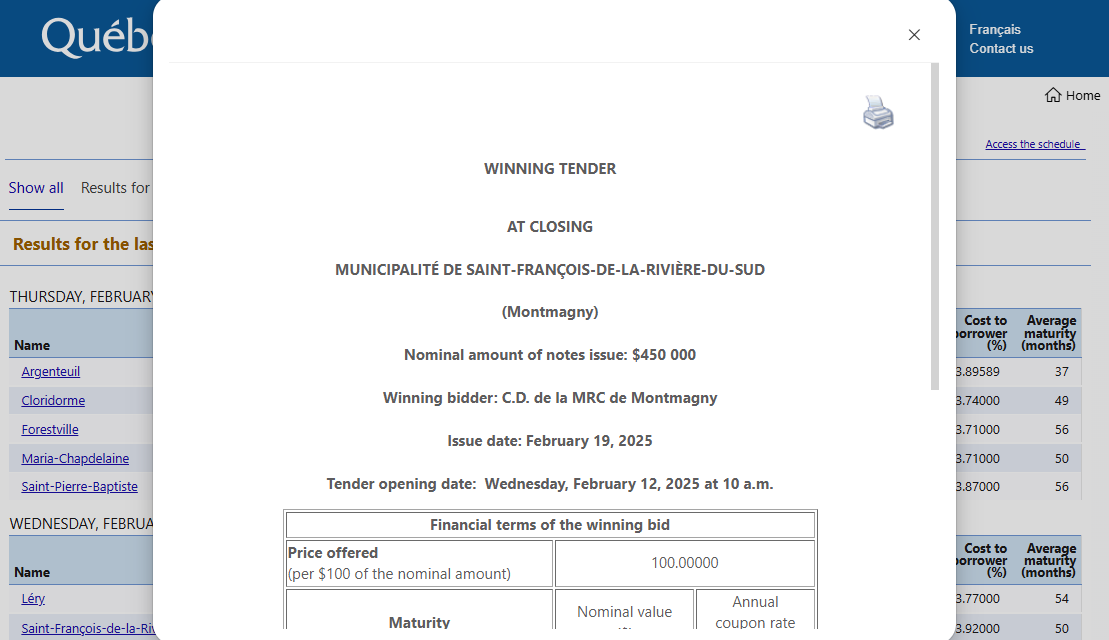 Québ
Français
Contact us
Home
Access the schedule
Show all Results for
Results for the las
THURSDAY, FEBRUARY
Name
Cost to borrower (%)
Average maturity (months)
Argenteuil 3.89589 37
Cloridorme 3.74000 49
Forestville 3.71000 56
Maria-Chapdelaine 3.71000 50
Saint-Pierre-Baptiste 3.87000 56
WEDNESDAY, FEBRUA
Name
Cost to borrower (%)
Average maturity (months)
Léry 3.77000 54
Saint-François-de-la-Riv 3.92000 50
WINNING TENDER
AT CLOSING
MUNICIPALITÉ DE SAINT-FRANÇOIS-DE-LA-RIVIÈRE-DU-SUD
(Montmagny)
Nominal amount of notes issue: $450 000
Winning bidder: C.D. de la MRC de Montmagny
Issue date: February 19, 2025
Tender opening date: Wednesday, February 12, 2025 at 10 a.m.
Financial terms of the winning bid
Price offered
(per $100 of the nominal amount)
100.00000
Maturity
Nominal value
Annual
coupon rate